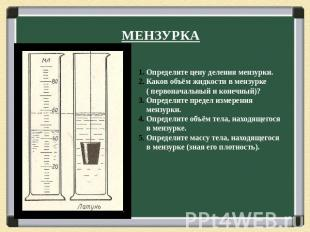 МЕНЗУРКА
мл
80
60
40
20
Латунь
1. Определите цену деления мензурки.
2. Каков объём жидкости в мензурке
( первоначальный и конечный)?
3. Определите предел измерения
мензурки.
4. Определите объём тела, находящегося
в мензурке.
5. Определите массу тела, находящегося
в мензурке (зная его плотность).
PPt4WEB.ru